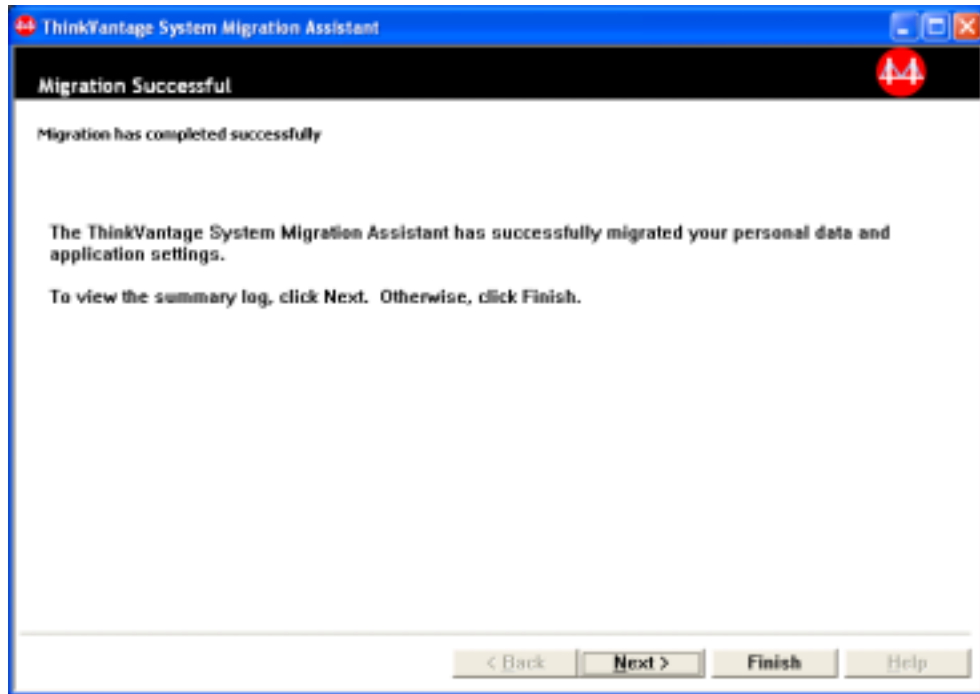 ThinkVantage System Migration Assistant
Migration Successful
Migration has completed successfully
The ThinkVantage System Migration Assistant has successfully migrated your personal data and
application settings.
To view the summary log, click Next. Otherwise, click Finish.
< Back Next > Finish Help